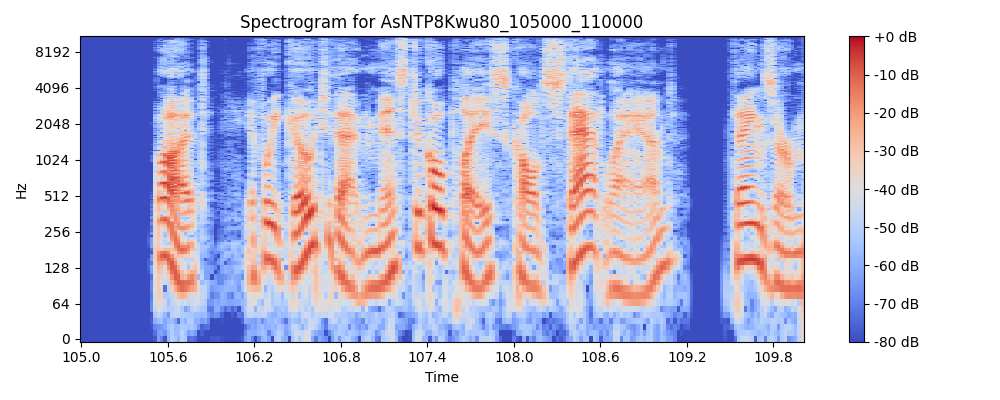 Spectrogram for AsNTP8Kwu80_105000_110000
Hz
8192
4096
2048
1024
512
256
128
64
0
105.0 105.6 106.2 106.8 107.4 108.0 108.6 109.2 109.8
Time
+0 dB
-10 dB
-20 dB
-30 dB
-40 dB
-50 dB
-60 dB
-70 dB
-80 dB